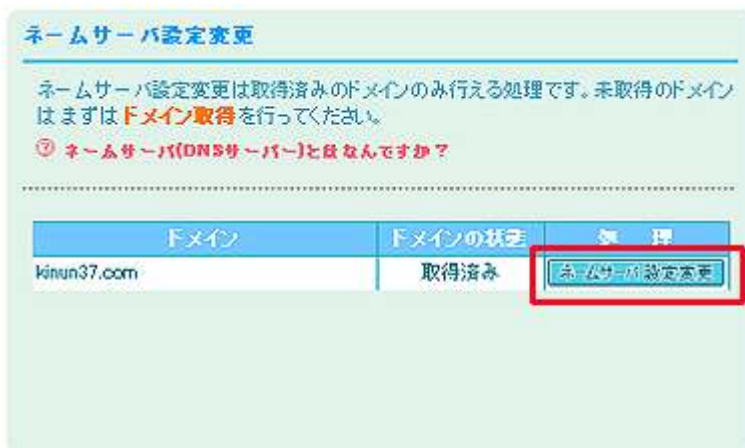 ネームサーバ設定変更
ネームサーバ設定変更は取得済みのドメインのみ行える処理です。未取得のドメイン
はまずはドメイン取得を行ってください。
? ネームサーバ(DNSサーバー)とはなんですか？
ドメイン ドメインの状態 処 理
kinun37.com 取得済み ネームサーバ設定変更